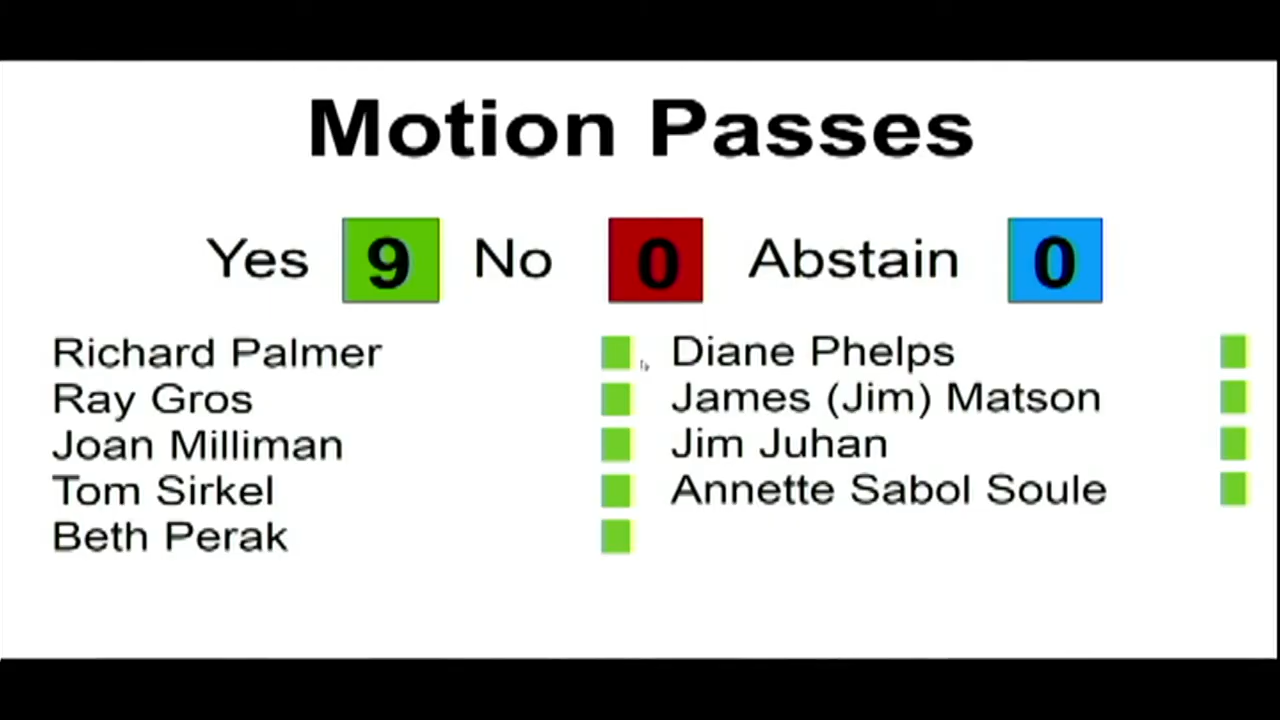 Motion Passes
Yes 9 No 0 Abstain 0
Richard Palmer
Ray Gros
Joan Milliman
Tom Sirkel
Beth Perak
Diane Phelps
James (Jim) Matson
Jim Juhan
Annette Sabol Soule